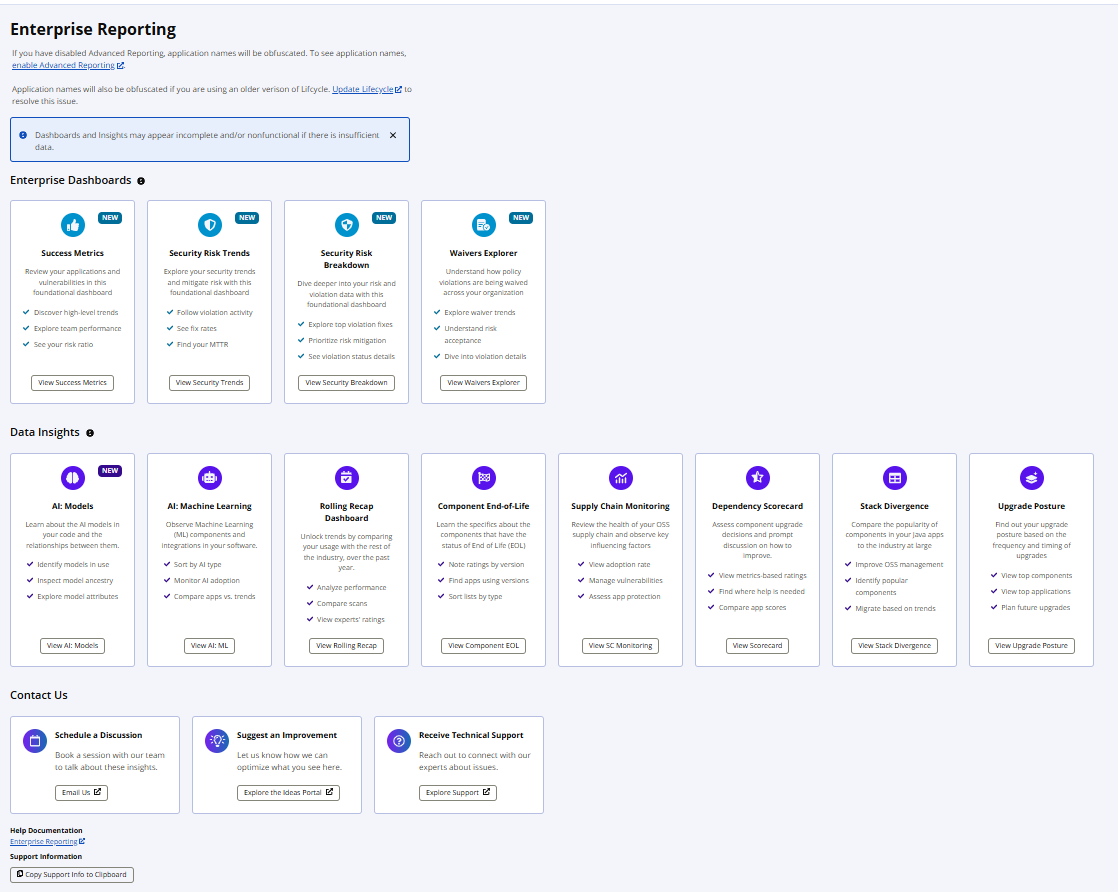 Enterprise Reporting
If you have disabled Advanced Reporting, application names will be obfuscated. To see application names,
enable Advanced Reporting.
Application names will also be obfuscated if you are using an older verison of Lifcycle. Update Lifecycle to
resolve this issue.
Dashboards and Insights may appear incomplete and/or nonfunctional if there is insufficient
data.
Enterprise Dashboards
NEW
Success Metrics
Review your applications and
vulnerabilities in this
foundational dashboard
Discover high-level trends
Explore team performance
See your risk ratio
View Success Metrics
NEW
Security Risk Trends
Explore your security trends
and mitigate risk with this
foundational dashboard
Follow violation activity
See fix rates
Find your MTTR
View Security Trends
NEW
Security Risk
Breakdown
Dive deeper into your risk and
violation data with this
foundational dashboard
Explore top violation fixes
Prioritize risk mitigation
See violation status details
View Security Breakdown
NEW
Waivers Explorer
Understand how policy
violations are being waived
across your organization
Explore waiver trends
Understand risk
acceptance
Dive into violation details
View Waivers Explorer
Data Insights
NEW
AI: Models
Learn about the AI models in
your code and the
relationships between them.
Identify models in use
Inspect model ancestry
Explore model attributes
View AI: Models
AI: Machine Learning
Observe Machine Learning
(ML) components and
integrations in your software.
Sort by AI type
Monitor AI adoption
Compare apps vs. trends
View AI: ML
Rolling Recap
Dashboard
Unlock trends by comparing
your usage with the rest of
the industry, over the past
year.
Analyze performance
Compare scans
View experts' ratings
View Rolling Recap
Component End-of-Life
Learn the specifics about the
components that have the
status of End of Life (EOL)
Note ratings by version
Find apps using versions
Sort lists by type
View Component EOL
Supply Chain Monitoring
Review the health of your OSS
supply chain and observe key
influencing factors
View adoption rate
Manage vulnerabilities
Assess app protection
View SC Monitoring
Dependency Scorecard
Assess component upgrade
decisions and prompt
discussion on how to
improve.
View metrics-based ratings
Find where help is needed
Compare app scores
View Scorecard
Stack Divergence
Compare the popularity of
components in your Java apps
to the industry at large
Improve OSS management
Identify popular
components
Migrate based on trends
View Stack Divergence
Upgrade Posture
Find out your upgrade
posture based on the
frequency and timing of
upgrades
View top components
View top applications
Plan future upgrades
View Upgrade Posture
Contact Us
Schedule a Discussion
Book a session with our team
to talk about these insights.
Email Us
Suggest an Improvement
Let us know how we can
optimize what you see here.
Explore the Ideas Portal
Receive Technical Support
Reach out to connect with our
experts about issues.
Explore Support
Help Documentation
Enterprise Reporting
Support Information
Copy Support Info to Clipboard